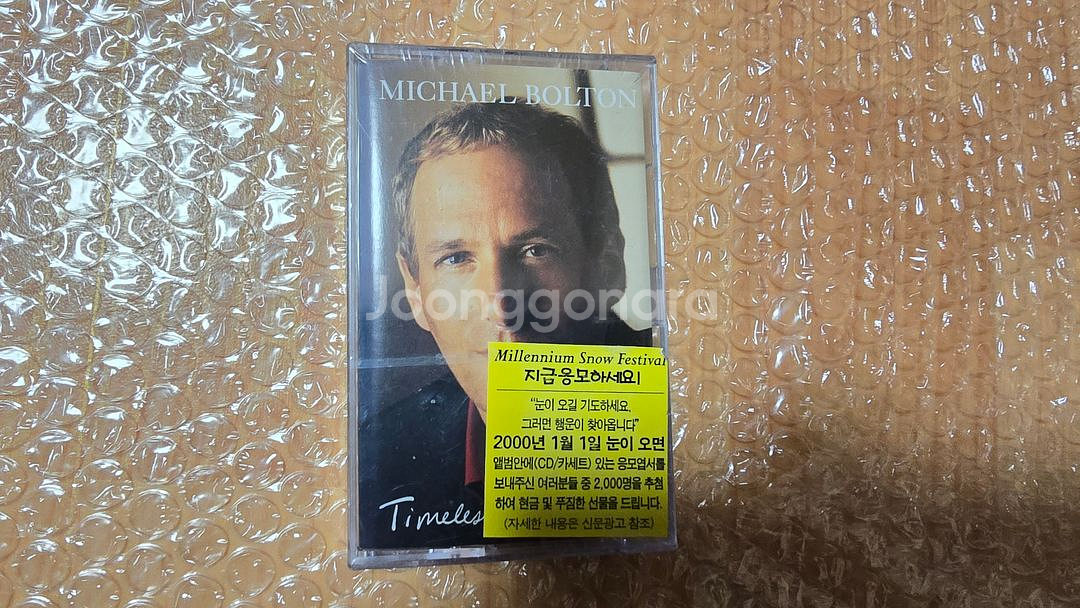 MICHAEL BOLTON
Joonggonara
Millennium Snow Festival
지금응모하세요!
"눈이 오길 기도하세요,
그러면 행운이 찾아옵니다"
2000년 1월 1일 눈이 오면
앨범안에(CD/카세트) 있는 응모엽서를
보내주신 여러분들 중 2,000명을 추첨
하여 현금 및 푸짐한 선물을 드립니다.
(자세한 내용은 신문광고 참조)
Timeles